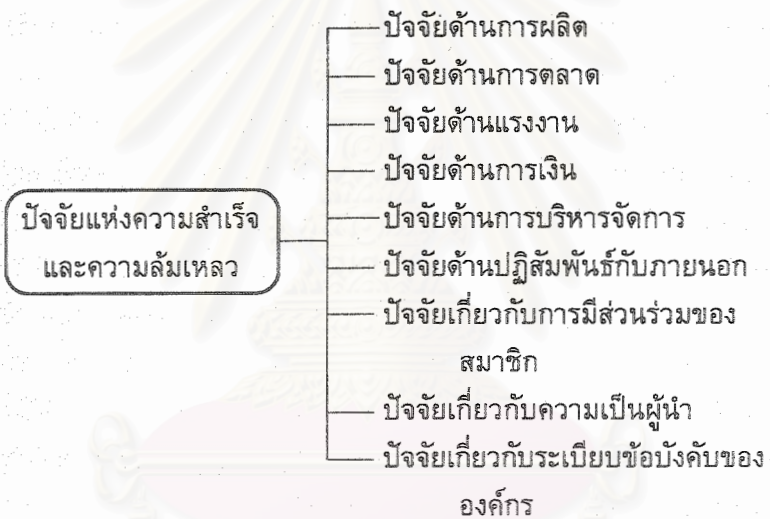 ปัจจัยด้านการผลิต
ปัจจัยด้านการตลาด
ปัจจัยด้านแรงงาน
ปัจจัยด้านการเงิน
ปัจจัยแห่งความสำเร็จ
และความล้มเหลว
ปัจจัยด้านการบริหารจัดการ
ปัจจัยด้านปฏิสัมพันธ์กับภายนอก
ปัจจัยเกี่ยวกับการมีส่วนร่วมของ
สมาชิก
ปัจจัยเกี่ยวกับความเป็นผู้นำ
ปัจจัยเกี่ยวกับระเบียบข้อบังคับของ
องค์กร